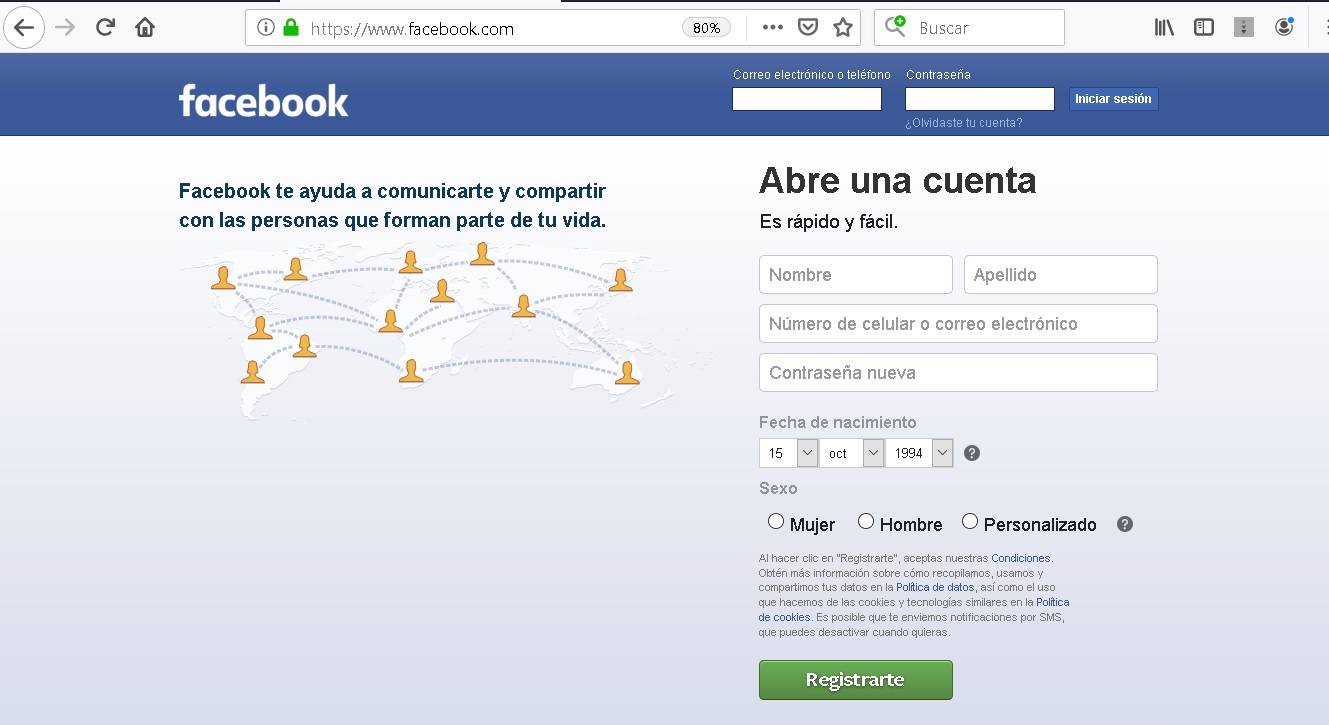 https://www.facebook.com
80%
Buscar
facebook
Correo electrónico o teléfono
Contraseña
Iniciar sesión
¿Olvidaste tu cuenta?
Facebook te ayuda a comunicarte y compartir
con las personas que forman parte de tu vida.
Abre una cuenta
Es rápido y fácil.
Nombre
Apellido
Número de celular o correo electrónico
Contraseña nueva
Fecha de nacimiento
15 oct 1994
?
Sexo
Mujer Hombre Personalizado
?
Al hacer clic en "Registrarte", aceptas nuestras Condiciones.
Obtén más información sobre cómo recopilamos, usamos y
compartimos tus datos en la Política de datos, así como el uso
que hacemos de las cookies y tecnologías similares en la Política
de cookies. Es posible que te enviemos notificaciones por SMS,
que puedes desactivar cuando quieras.
Registrarte